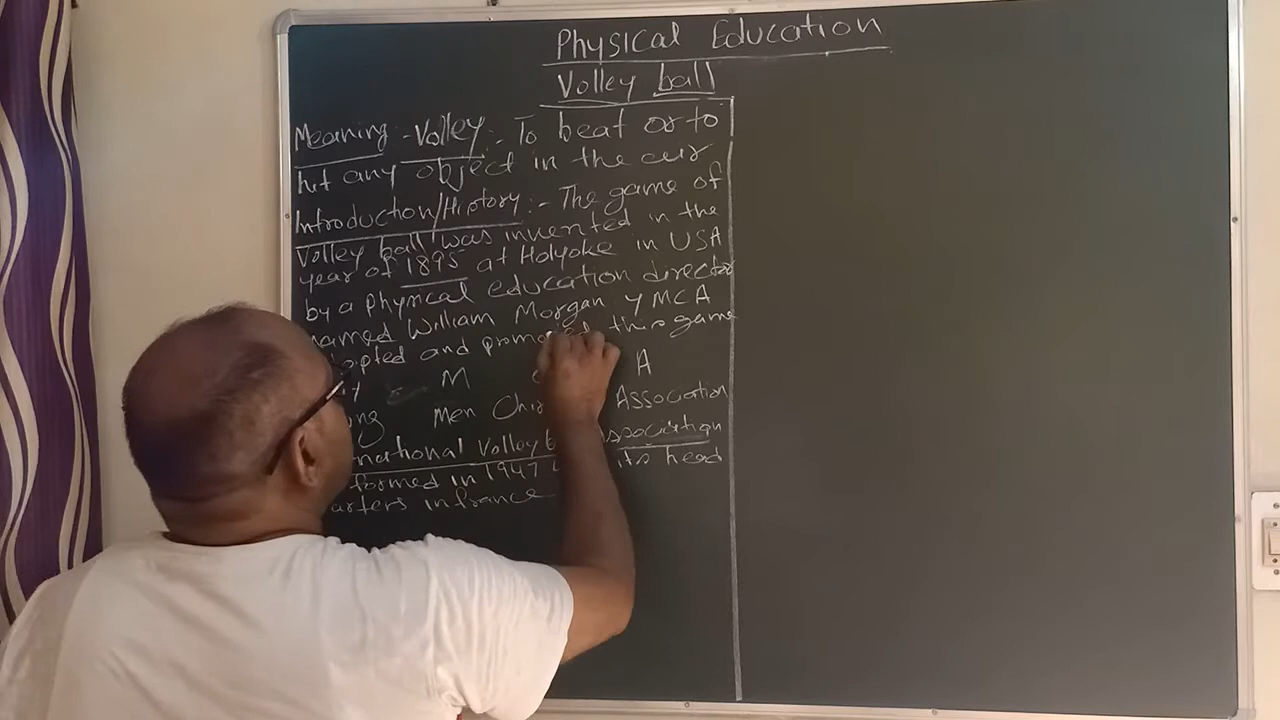 Physical Education
Volley ball
Meaning:- Volley:- To beat or to
hit any object in the air
Introduction/History:- The game of
Volley ball was invented in the
year of 1895 at Holyoke in USA
by a physical education director
named William Morgan YMCA
and promoted this game
M A
Men Association
national Volley Association
formed in 1947 its head
in france